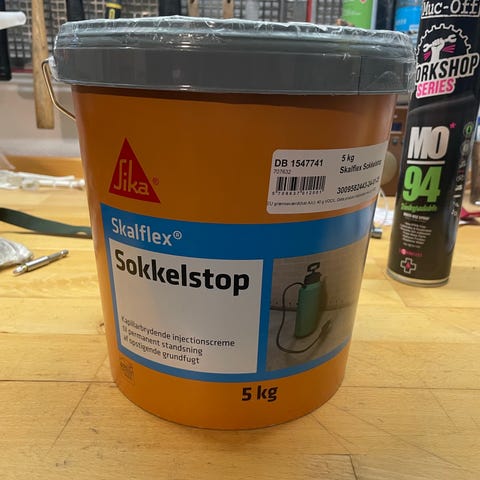 Sika
DB 1547741
707632
5 kg
Skalflex Sokkelstop
Skalflex®
Sokkelstop
Kapillarbrydende injectionscreme
til permanent standsning
af opstigende grundfugt
5 kg
Muc-Off
WORKSHOP
SERIES
MO
94